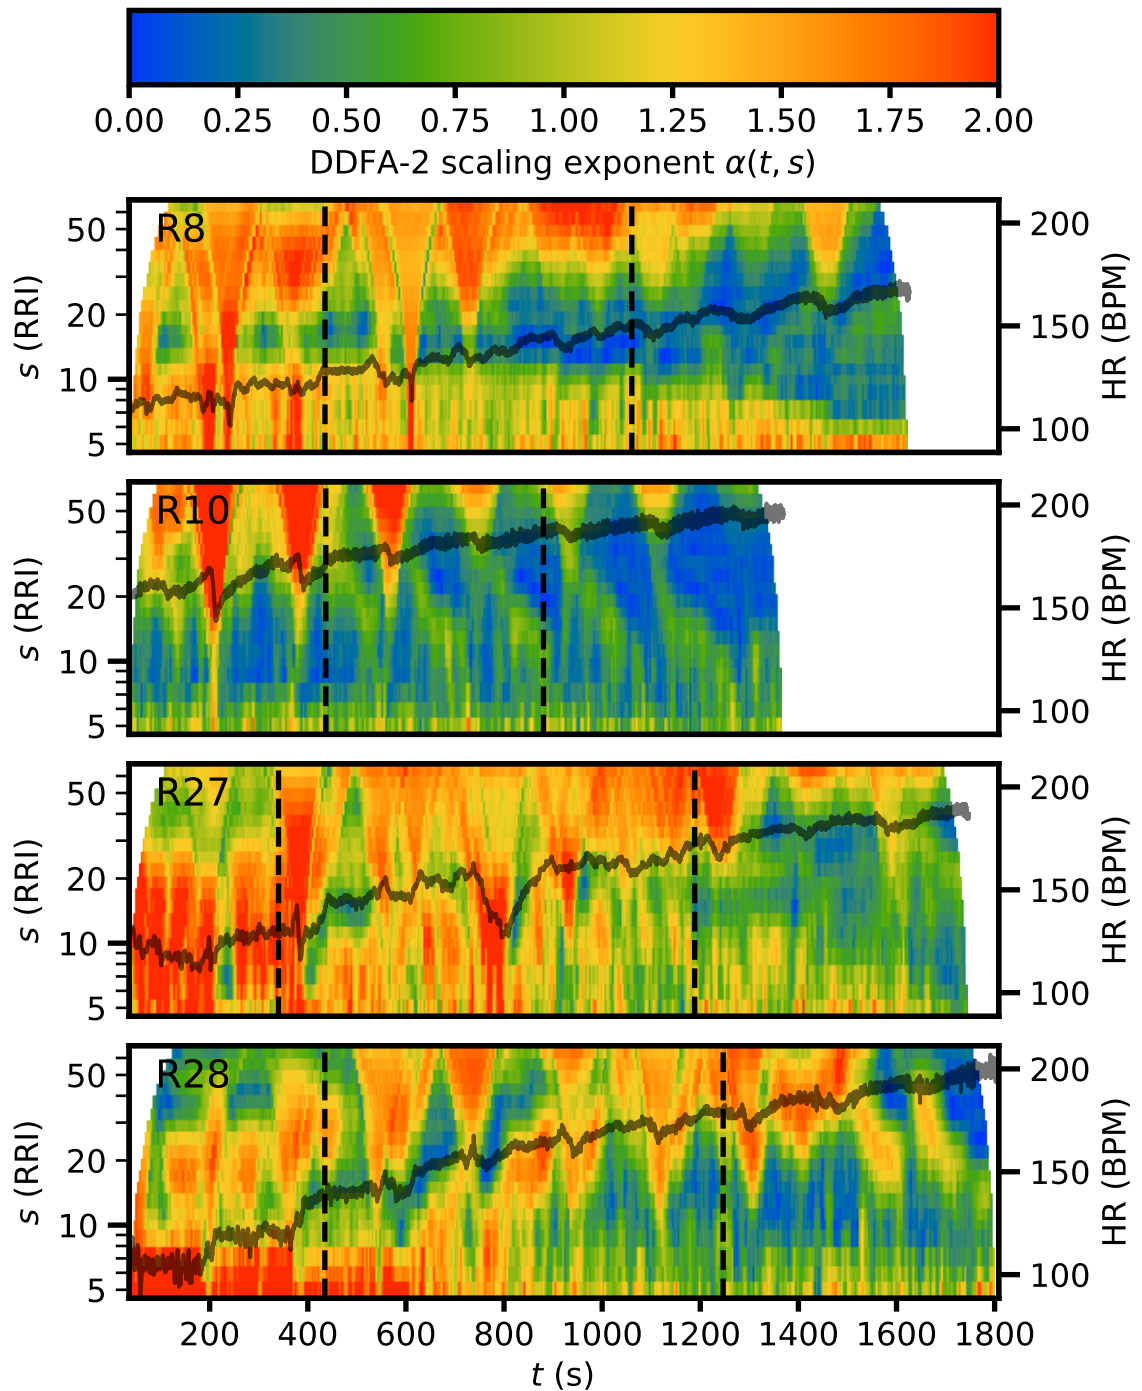 0.00 0.25 0.50 0.75 1.00 1.25 1.50 1.75 2.00
DDFA-2 scaling exponent α(t, s)
R8
50
20
10
5
s (RRI)
200
150
100
HR (BPM)
R10
50
20
10
5
s (RRI)
200
150
100
HR (BPM)
R27
50
20
10
5
s (RRI)
200
150
100
HR (BPM)
R28
50
20
10
5
s (RRI)
200
150
100
HR (BPM)
200 400 600 800 1000 1200 1400 1600 1800
t (s)